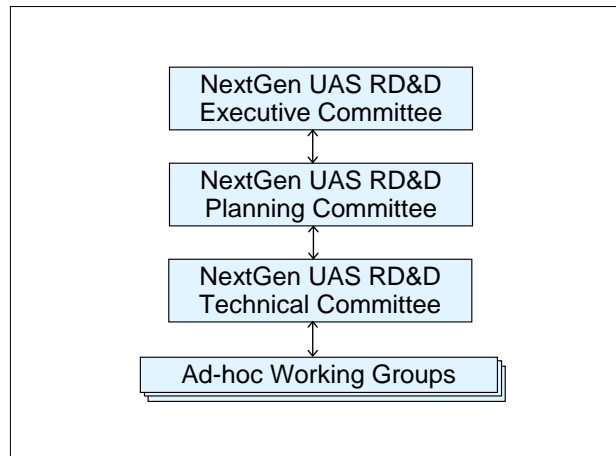 NextGen UAS RD&D
Executive Committee
NextGen UAS RD&D
Planning Committee
NextGen UAS RD&D
Technical Committee
Ad-hoc Working Groups